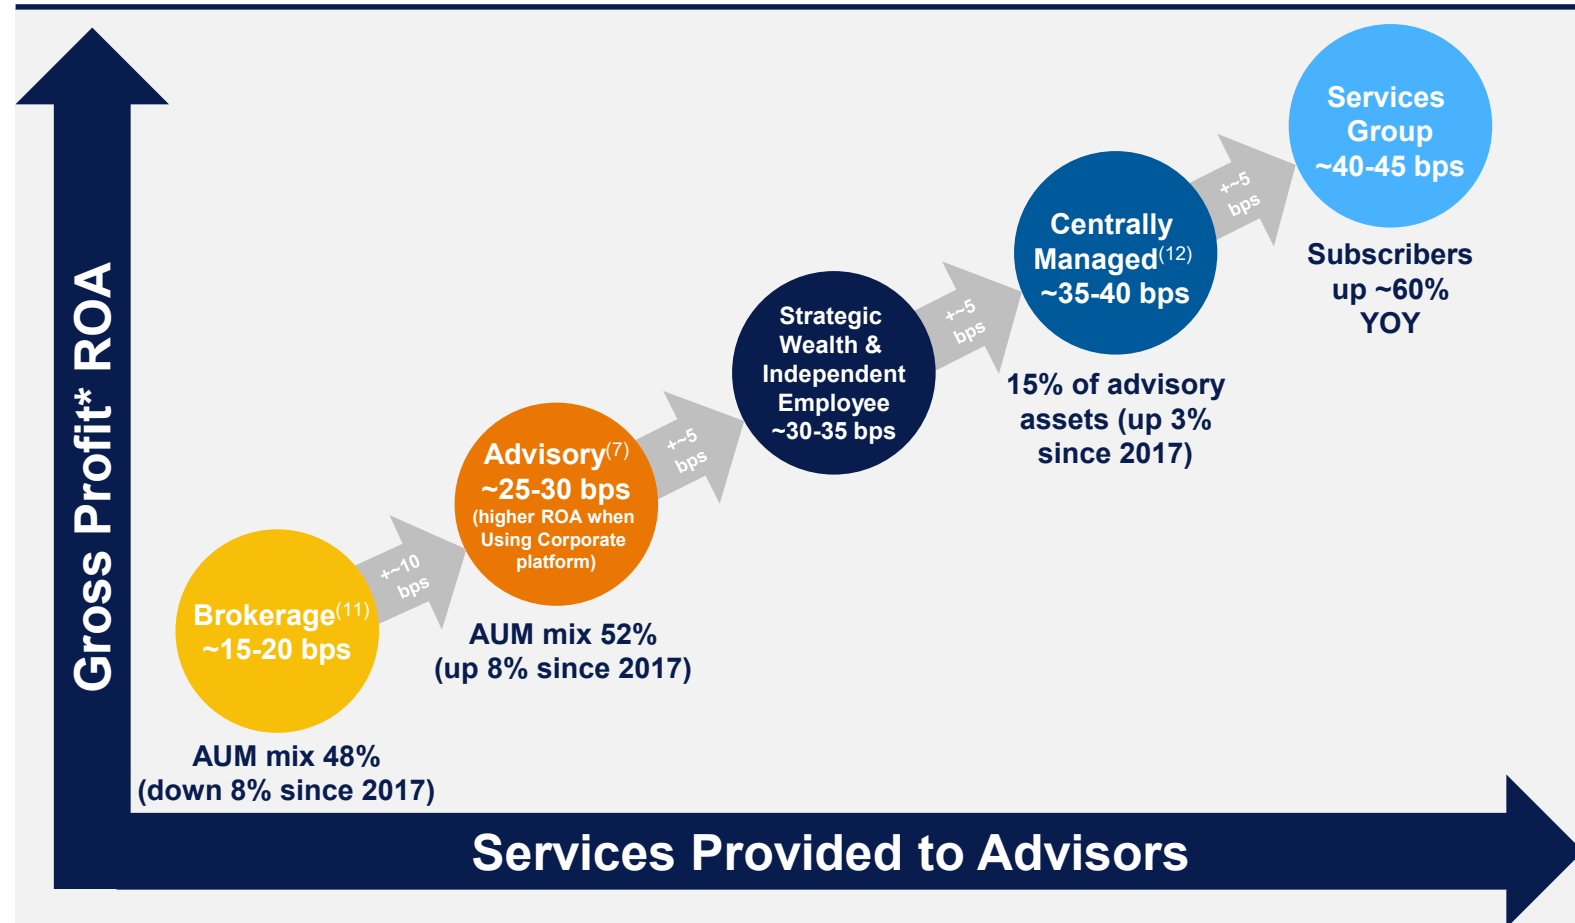 Gross Profit* ROA
Services
Group
~40-45 bps
Subscribers
up ~60%
YOY
+~5
bps
Centrally
Managed(12)
~35-40 bps
15% of advisory
assets (up 3%
since 2017)
+~5
bps
Strategic
Wealth &
Independent
Employee
~30-35 bps
+~5
bps
Advisory(7)
~25-30 bps
(higher ROA when
Using Corporate
platform)
AUM mix 52%
(up 8% since 2017)
+~10
bps
Brokerage(11)
~15-20 bps
AUM mix 48%
(down 8% since 2017)
Services Provided to Advisors